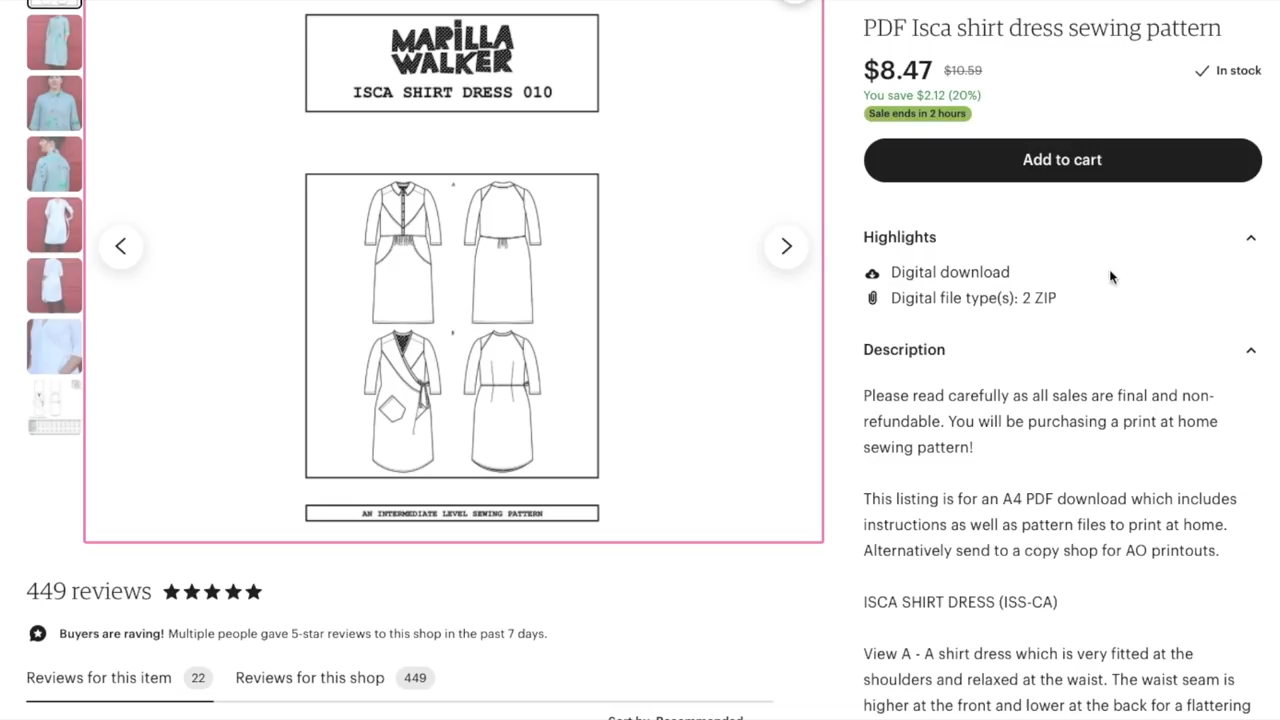 MARILLA
WALKER
ISCA SHIRT DRESS 010
A
B
AN INTERMEDIATE LEVEL SEWING PATTERN
449 reviews
Buyers are raving! Multiple people gave 5-star reviews to this shop in the past 7 days.
Reviews for this item 22 Reviews for this shop 449
Sort by: Recommended
PDF Isca shirt dress sewing pattern
$8.47 $10.59 In stock
You save $2.12 (20%)
Sale ends in 2 hours
Add to cart
Highlights
Digital download
Digital file type(s): 2 ZIP
Description
Please read carefully as all sales are final and non-
refundable. You will be purchasing a print at home
sewing pattern!
This listing is for an A4 PDF download which includes
instructions as well as pattern files to print at home.
Alternatively send to a copy shop for AO printouts.
ISCA SHIRT DRESS (ISS-CA)
View A - A shirt dress which is very fitted at the
shoulders and relaxed at the waist. The waist seam is
higher at the front and lower at the back for a flattering